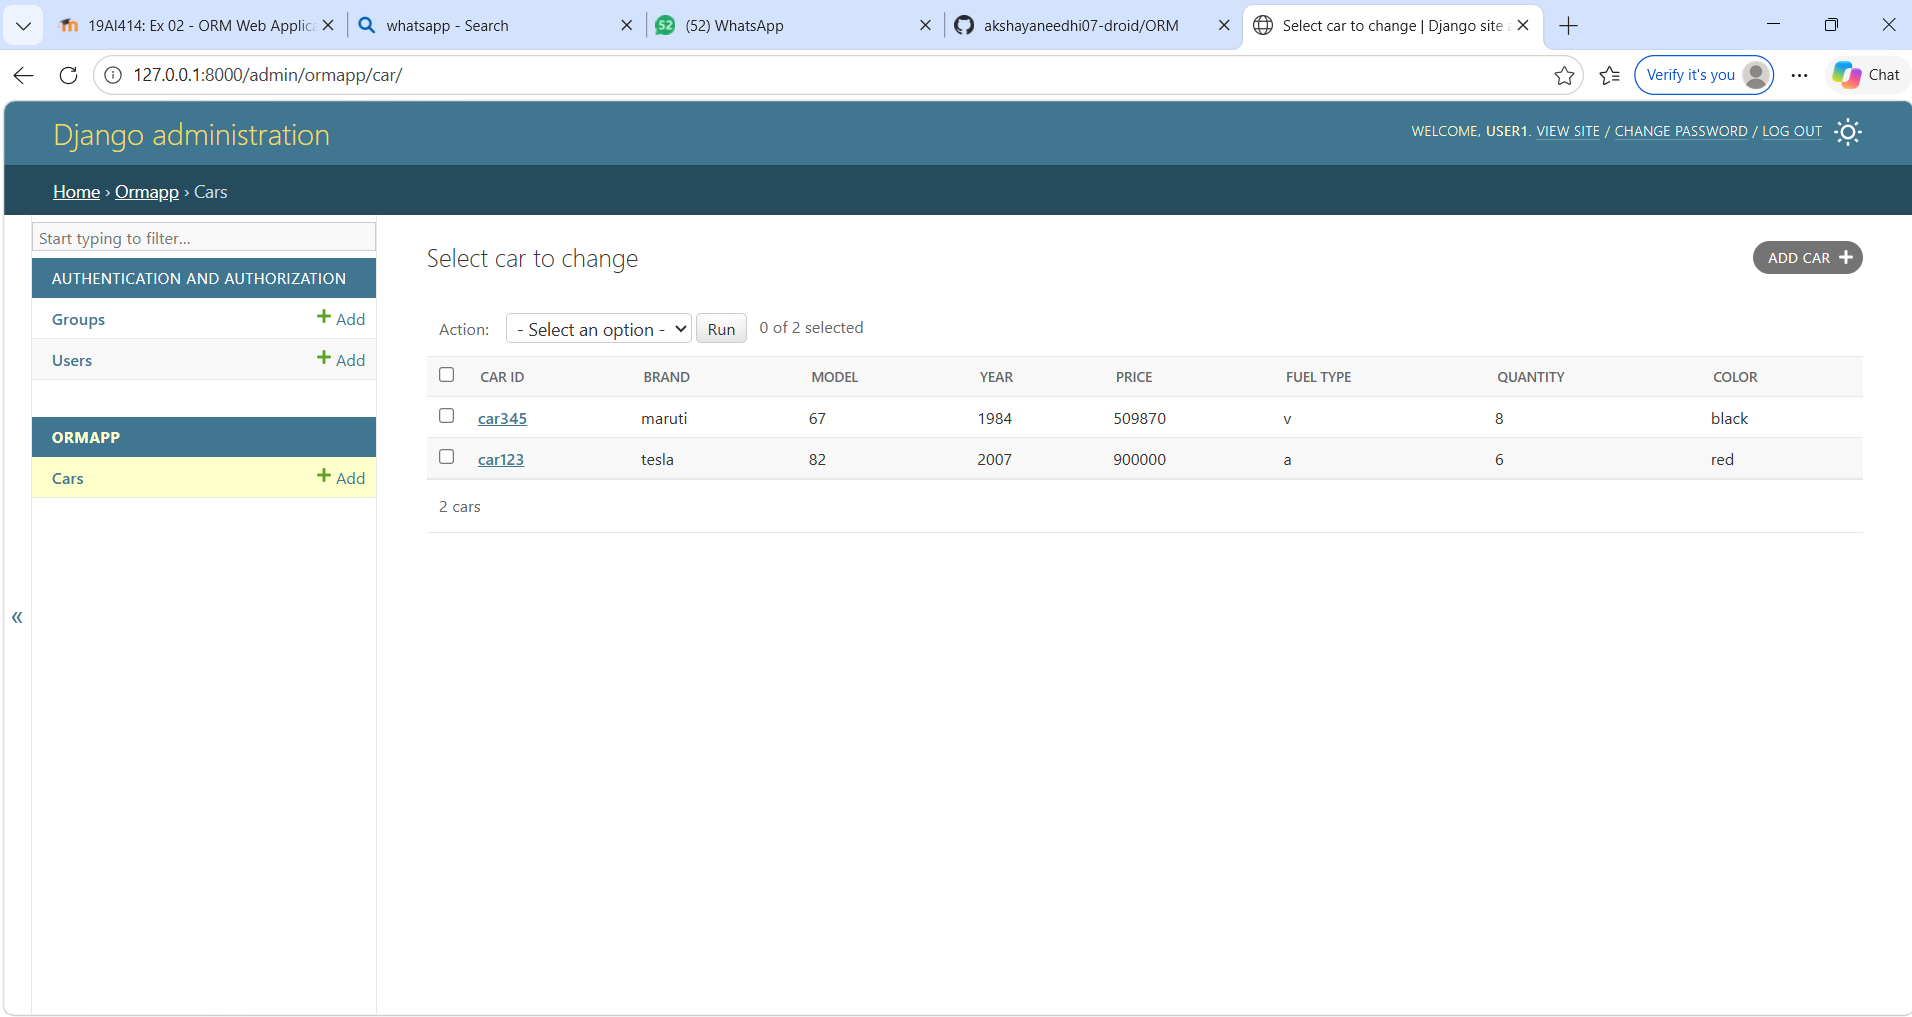 19AI414: Ex 02 - ORM Web Applica
whatsapp - Search
52
(52) WhatsApp
akshayaneedhi07-droid/ORM
Select car to change | Django site a
127.0.0.1:8000/admin/ormapp/car/
Verify it's you
Chat
Django administration
WELCOME, USER1. VIEW SITE / CHANGE PASSWORD / LOG OUT
Home › Ormapp › Cars
Start typing to filter...
AUTHENTICATION AND AUTHORIZATION
Groups + Add
Users + Add
ORMAPP
Cars + Add
«
Select car to change
ADD CAR +
Action: - Select an option - Run 0 of 2 selected
CAR ID BRAND MODEL YEAR PRICE FUEL TYPE QUANTITY COLOR
car345 maruti 67 1984 509870 v 8 black
car123 tesla 82 2007 900000 a 6 red
2 cars